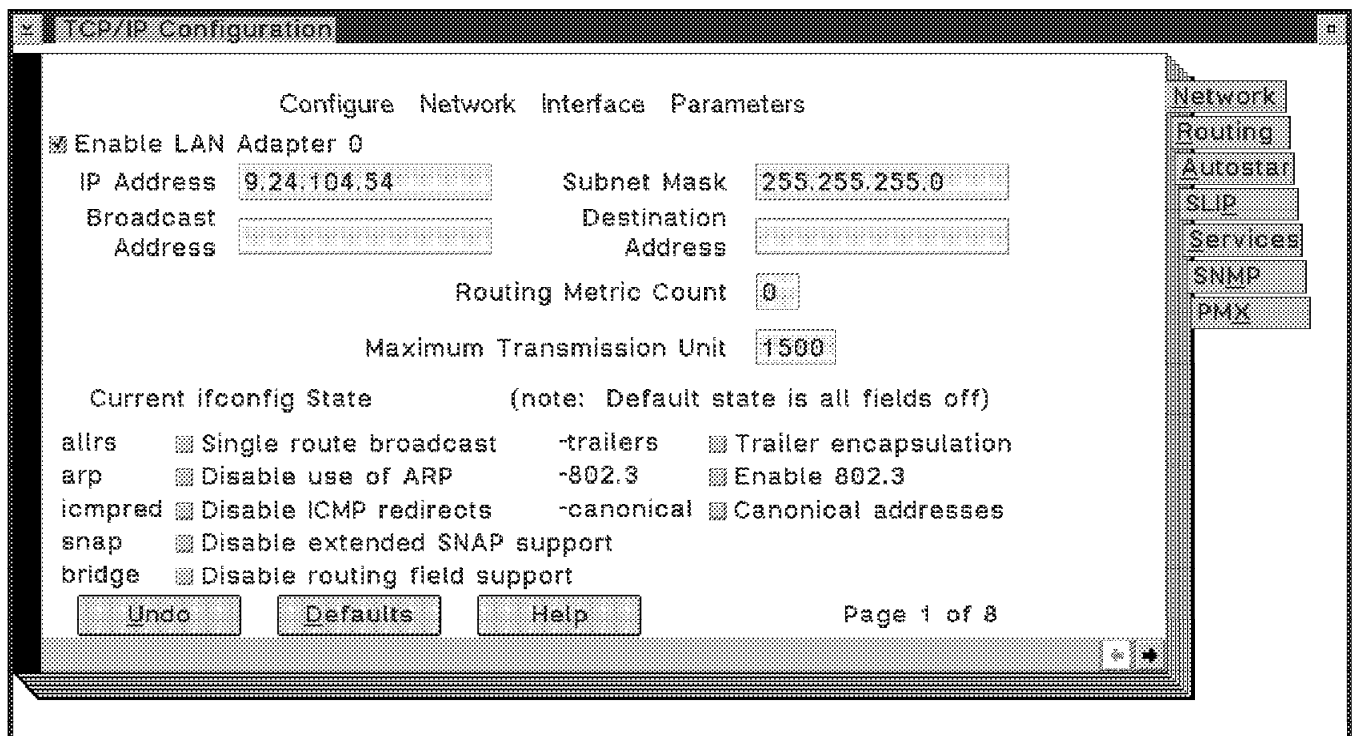 TCP/IP Configuration
Configure Network Interface Parameters
Enable LAN Adapter 0
IP Address 9.24.104.54 Subnet Mask 255.255.255.0
Broadcast Address Destination Address
Routing Metric Count 0
Maximum Transmission Unit 1500
Current ifconfig State (note: Default state is all fields off)
allrs Single route broadcast -trailers Trailer encapsulation
arp Disable use of ARP -802.3 Enable 802.3
icmpred Disable ICMP redirects -canonical Canonical addresses
snap Disable extended SNAP support
bridge Disable routing field support
Undo Defaults Help Page 1 of 8
Network
Routing
Autostar
SLIP
Services
SNMP
PMX